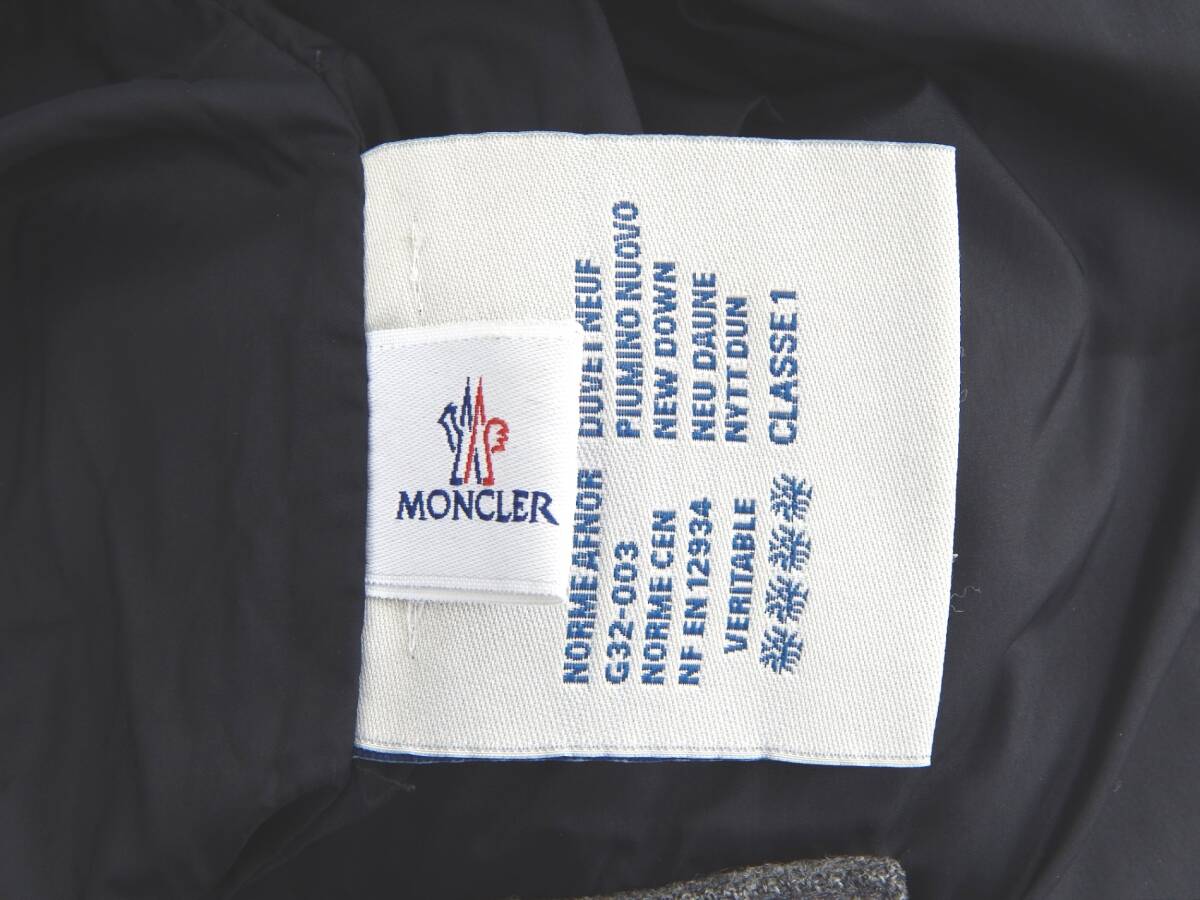 MONCLER
NORME AFNOR
G32-003
NORME CEN
NF EN 12934
VERITABLE
DUVET NEUF
PIUMINO NUOVO
NEW DOWN
NEU DAUNE
NYTT DUN
CLASSE 1